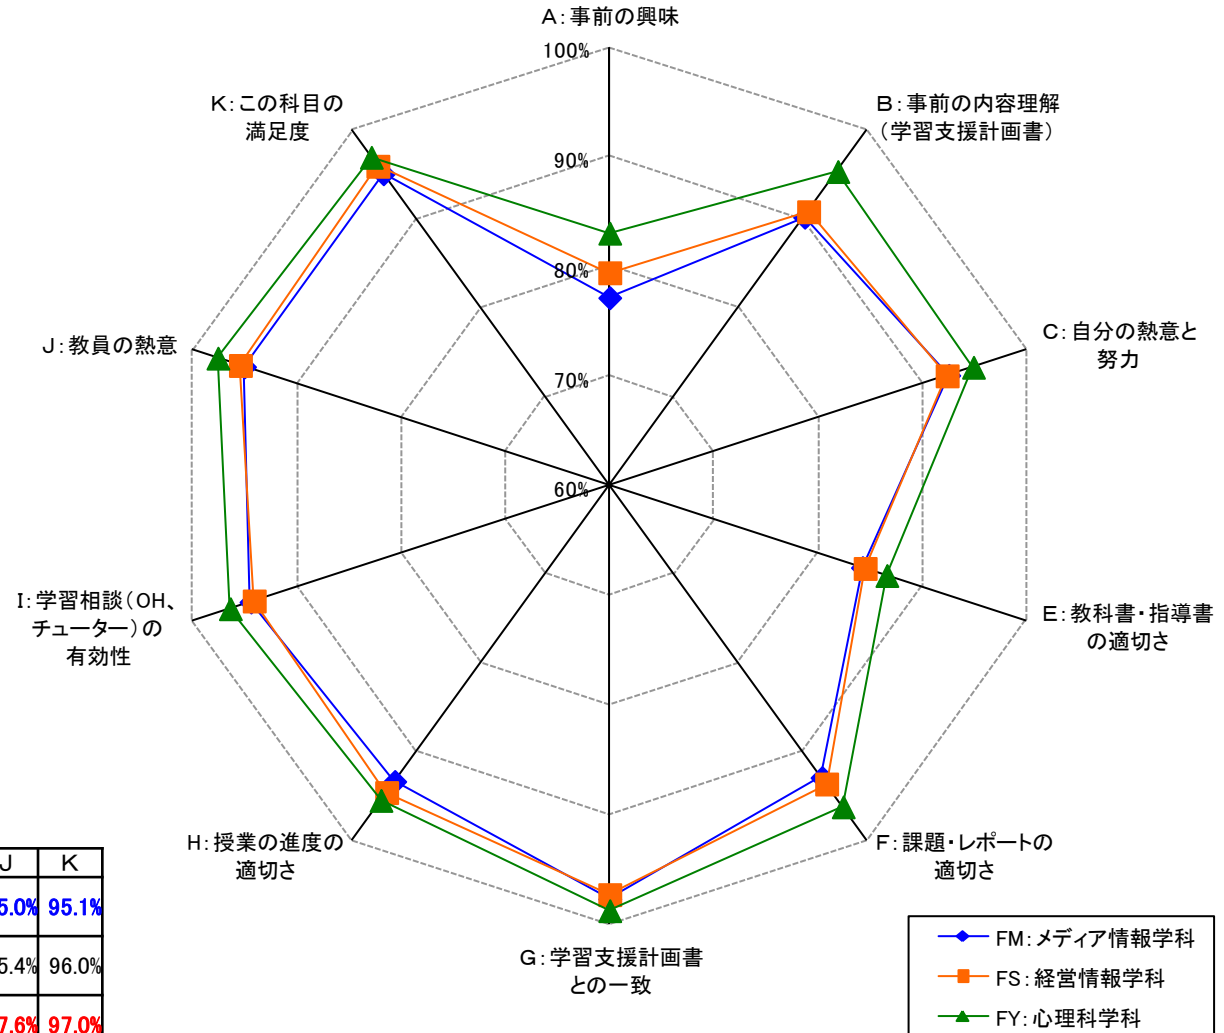 A:事前の興味
100%
90%
80%
70%
60%
B:事前の内容理解
(学習支援計画書)
C:自分の熱意と
努力
E:教科書・指導書
の適切さ
F:課題・レポートの
適切さ
G:学習支援計画書
との一致
H:授業の進度の
適切さ
I:学習相談(OH、
チューター)の
有効性
J:教員の熱意
K:この科目の
満足度
J K
5.0% 95.1%
5.4% 96.0%
7.6% 97.0%
FM:メディア情報学科
FS:経営情報学科
FY:心理科学科